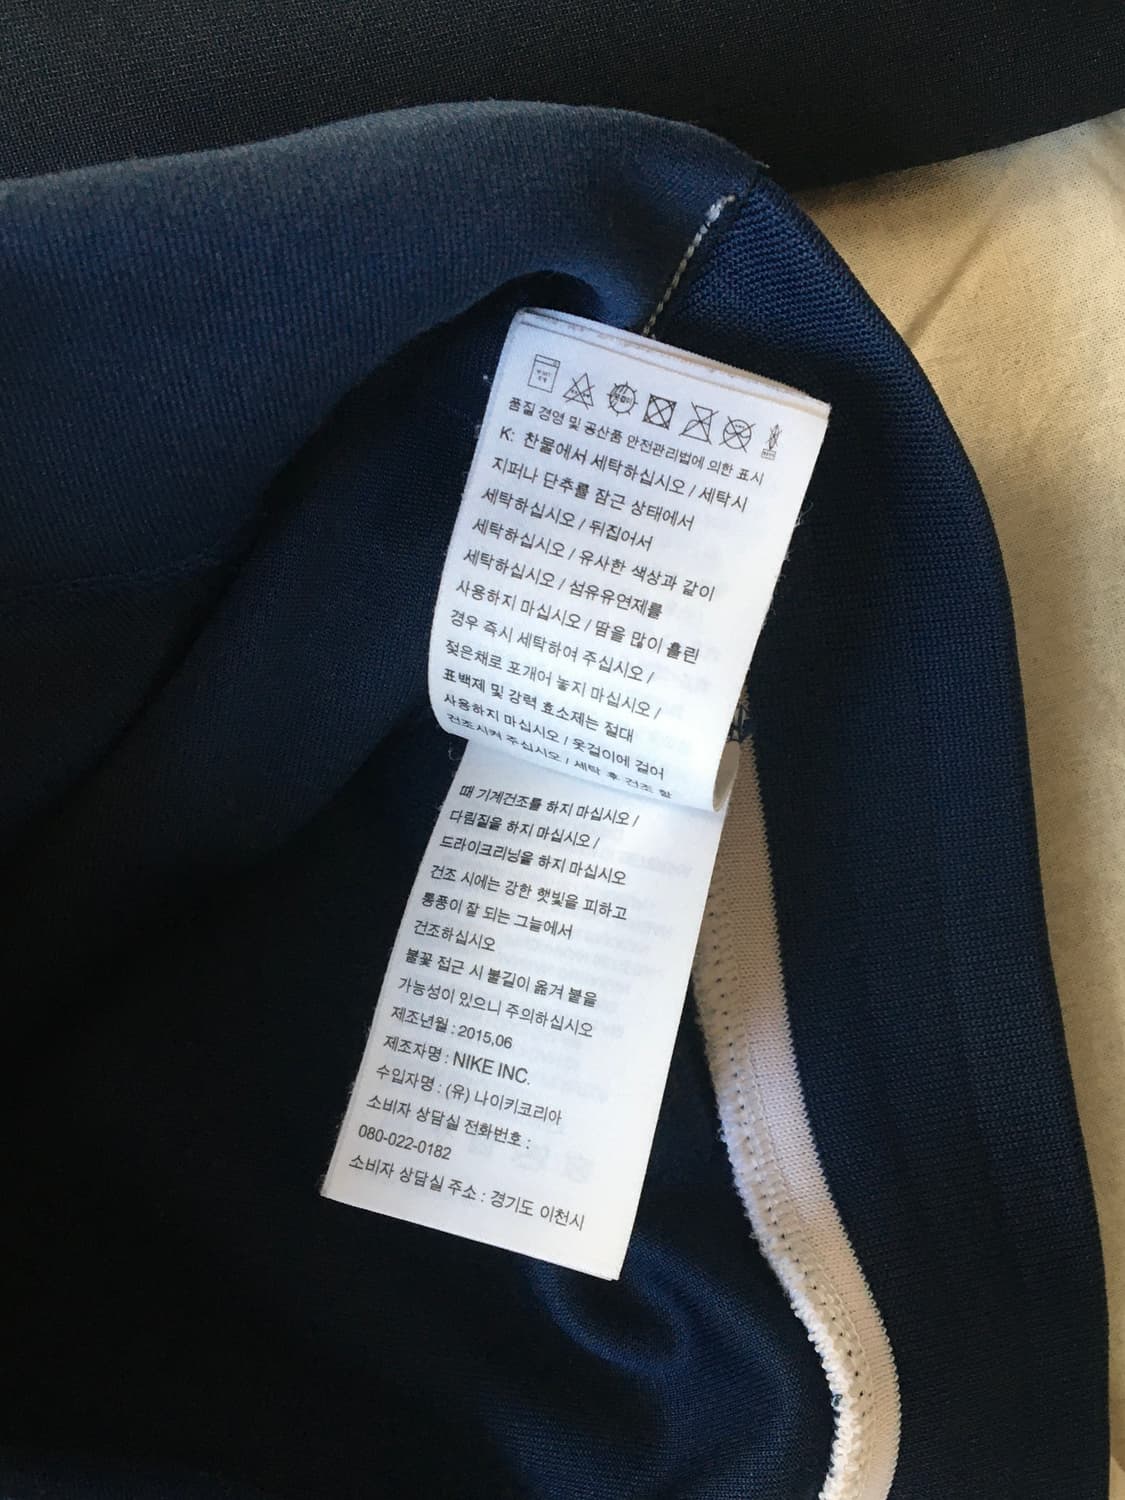 품질 경영 및 공산품 안전관리법에 의한 표시
K: 찬물에서 세탁하십시오 / 세탁시
지퍼나 단추를 잠근 상태에서
세탁하십시오 / 뒤집어서
세탁하십시오 / 유사한 색상과 같이
세탁하십시오 / 섬유유연제를
사용하지 마십시오 / 땀을 많이 흘린
경우 즉시 세탁하여 주십시오 /
젖은채로 포개어 놓지 마십시오 /
표백제 및 강력 효소제는 절대
사용하지 마십시오 / 옷걸이에 걸어
건조시켜 주십시오 / 세탁 후 건조 할
때 기계건조를 하지 마십시오 /
다림질을 하지 마십시오 /
드라이크리닝을 하지 마십시오
건조 시에는 강한 햇빛을 피하고
통풍이 잘 되는 그늘에서
건조하십시오
불꽃 접근 시 불길이 옮겨 붙을
가능성이 있으니 주의하십시오
제조년월 : 2015,06
제조자명 : NIKE INC.
수입자명 : (유) 나이키코리아
소비자 상담실 전화번호 :
080-022-0182
소비자 상담실 주소 : 경기도 이천시